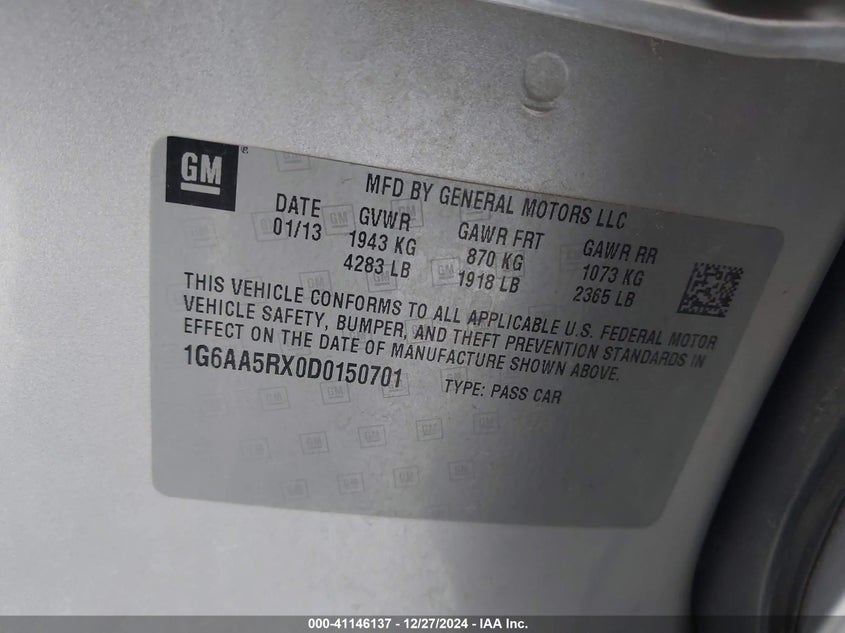 GM
MFD BY GENERAL MOTORS LLC
DATE GVWR GAWR FRT GAWR RR
01/13 1943 KG 870 KG 1073 KG
4283 LB 1918 LB 2365 LB
THIS VEHICLE CONFORMS TO ALL APPLICABLE U.S. FEDERAL MOTOR
VEHICLE SAFETY, BUMPER, AND THEFT PREVENTION STANDARDS IN
EFFECT ON THE DATE OF MANUFACTURE SHOWN ABOVE.
1G6AA5RX0D0150701 TYPE: PASS CAR
000-41146137 - 12/27/2024 - IAA Inc.